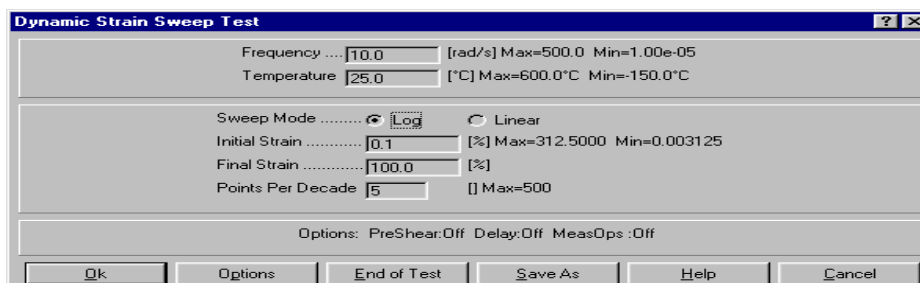 Dynamic Strain Sweep Test
Frequency .... 10.0 [rad/s] Max=500.0 Min=1.00e-05
Temperature 25.0 [°C] Max=600.0°C Min=-150.0°C
Sweep Mode ........ Log Linear
Initial Strain ........... 0.1 [%] Max=312.5000 Min=0.003125
Final Strain ............. 100.0 [%]
Points Per Decade 5 [] Max=500
Options: PreShear:Off Delay:Off MeasOps :Off
Ok Options End of Test Save As Help Cancel